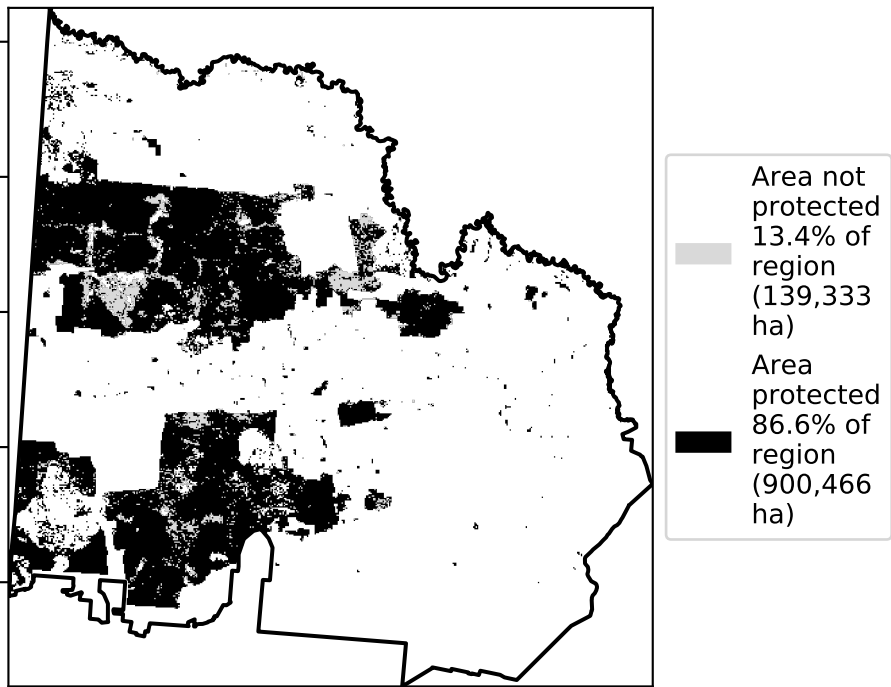 Area not
protected
13.4% of
region
(139,333
ha)
Area
protected
86.6% of
region
(900,466
ha)